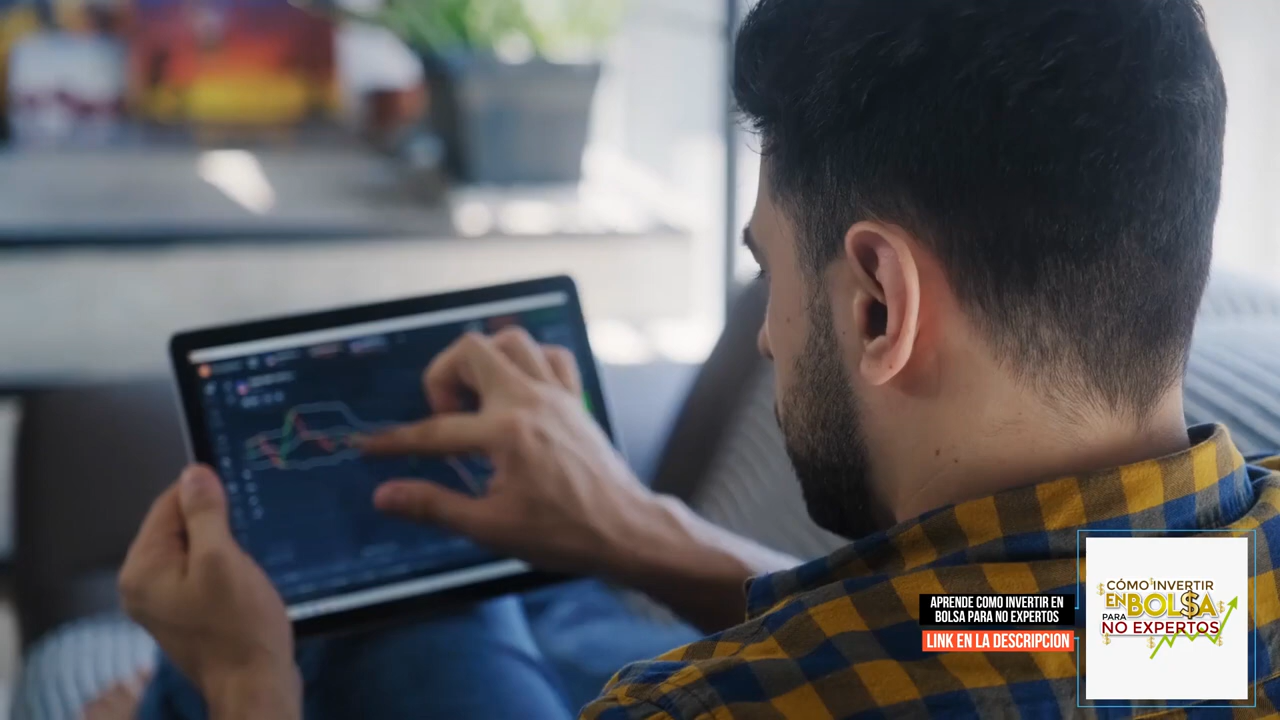 APRENDE COMO INVERTIR EN
BOLSA PARA NO EXPERTOS
LINK EN LA DESCRIPCION
CÓMO INVERTIR
EN BOL$A
PARA
NO EXPERTOS